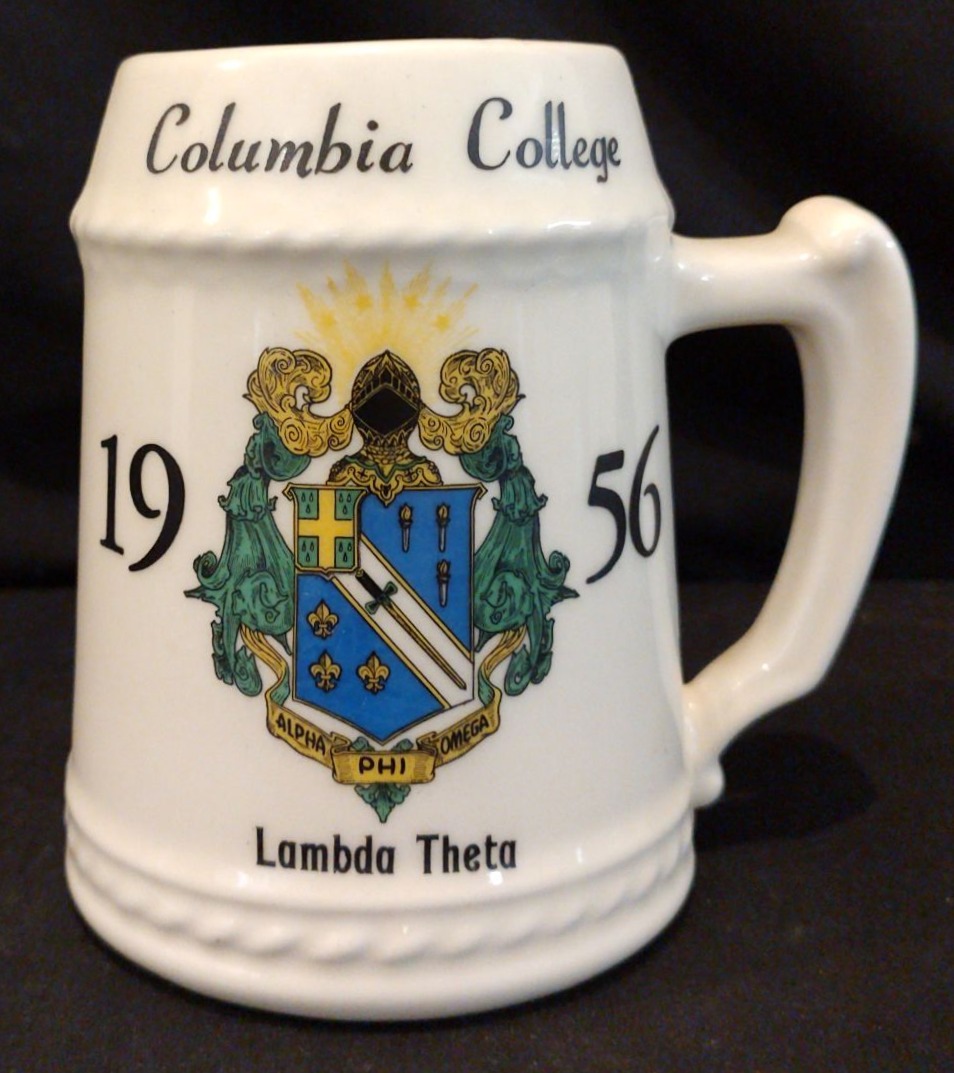 Columbia College
19 56
ALPHA PHI OMEGA
Lambda Theta